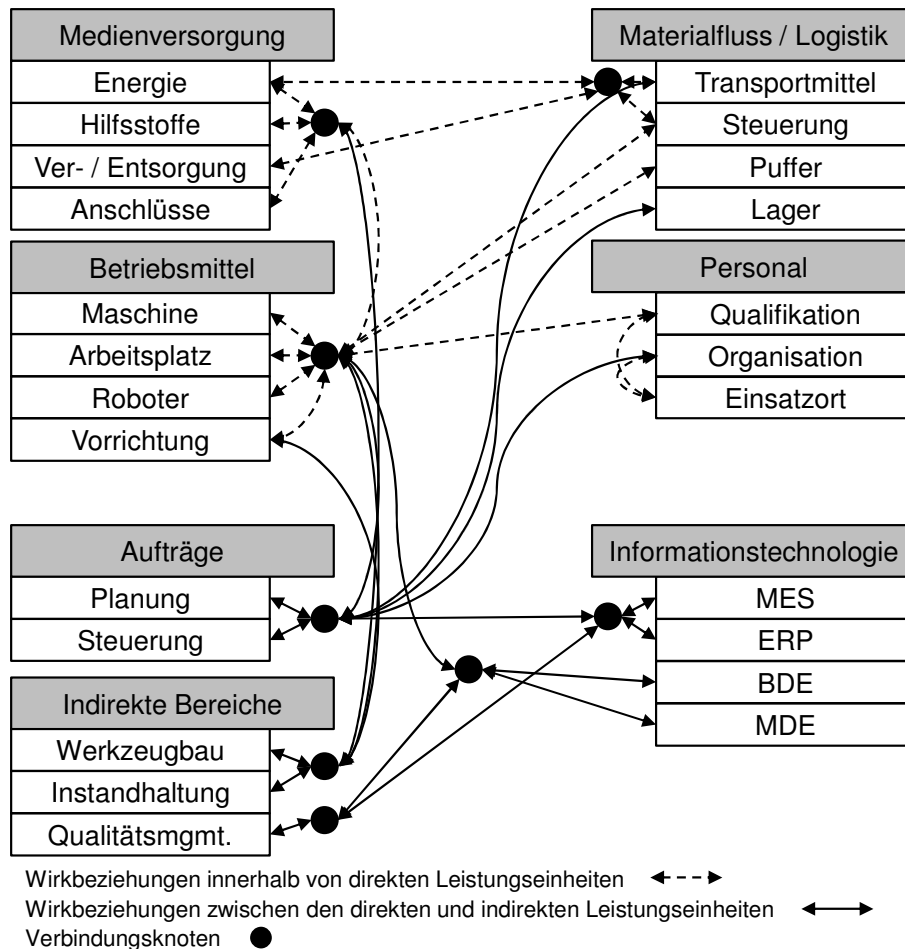 Medienversorgung
Energie
Hilfsstoffe
Ver- / Entsorgung
Anschlüsse
Materialfluss / Logistik
Transportmittel
Steuerung
Puffer
Lager
Betriebsmittel
Maschine
Arbeitsplatz
Roboter
Vorrichtung
Personal
Qualifikation
Organisation
Einsatzort
Aufträge
Planung
Steuerung
Informationstechnologie
MES
ERP
BDE
MDE
Indirekte Bereiche
Werkzeugbau
Instandhaltung
Qualitätsmgmt.
Wirkbeziehungen innerhalb von direkten Leistungseinheiten
Wirkbeziehungen zwischen den direkten und indirekten Leistungseinheiten
Verbindungsknoten